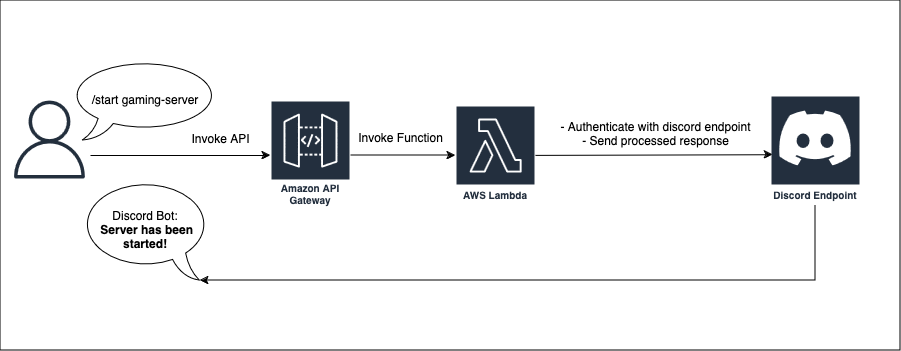 /start gaming-server
Invoke API
Invoke Function
- Authenticate with discord endpoint
- Send processed response
</>
Amazon API
Gateway
AWS Lambda
Discord Endpoint
Discord Bot:
Server has been
started!